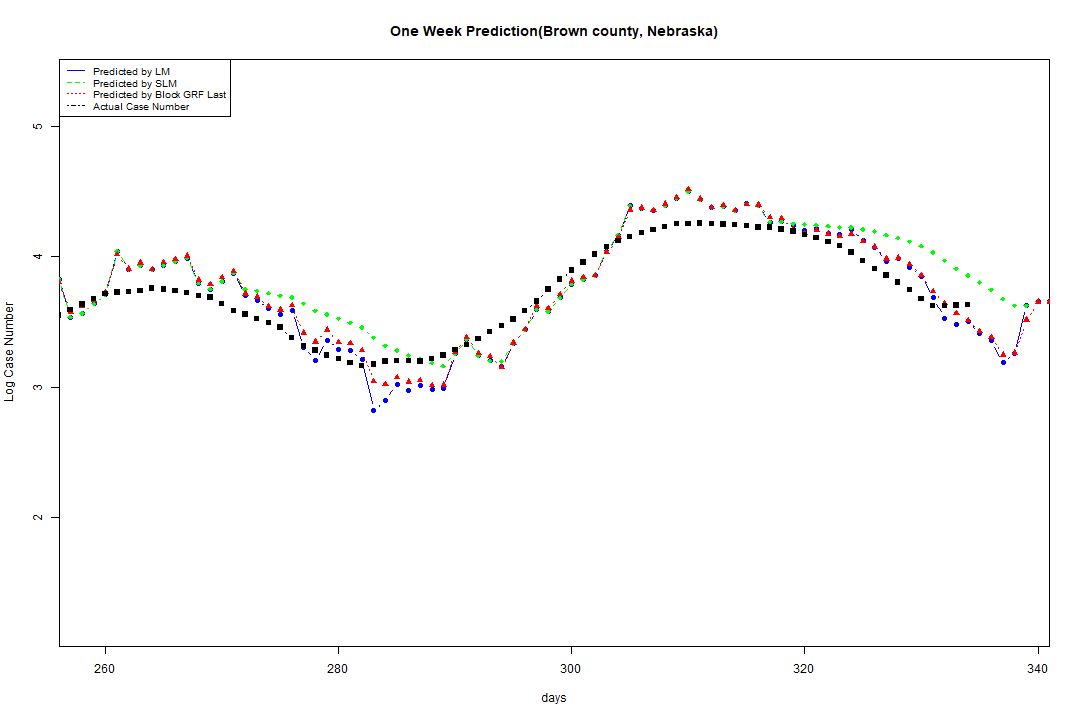 One Week Prediction(Brown county, Nebraska)
Predicted by LM
Predicted by SLM
Predicted by Block GRF Last
Actual Case Number
5
4
3
2
Log Case Number
260 280 300 320 340
days